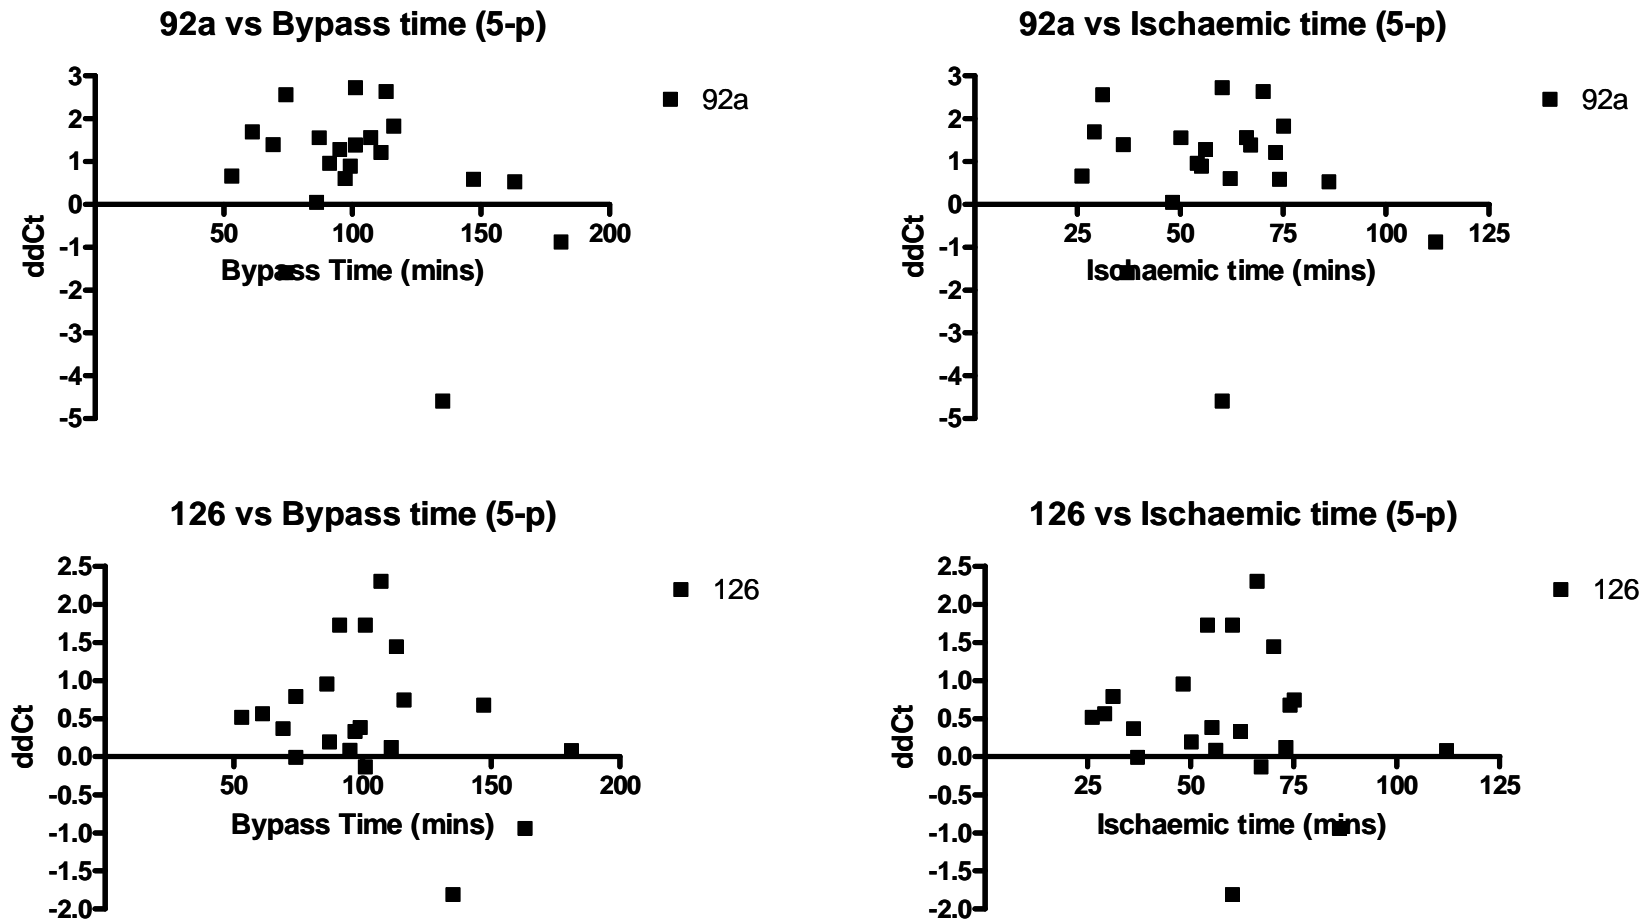 92a vs Bypass time (5-p)
3
2
1
0
-1
-2
-3
-4
-5
ddCt
50 100 150 200
Bypass Time (mins)
92a
92a vs Ischaemic time (5-p)
3
2
1
0
-1
-2
-3
-4
-5
ddCt
25 50 75 100 125
Ischaemic time (mins)
92a
126 vs Bypass time (5-p)
2.5
2.0
1.5
1.0
0.5
0.0
-0.5
-1.0
-1.5
-2.0
ddCt
50 100 150 200
Bypass Time (mins)
126
126 vs Ischaemic time (5-p)
2.5
2.0
1.5
1.0
0.5
0.0
-0.5
-1.0
-1.5
-2.0
ddCt
25 50 75 100 125
Ischaemic time (mins)
126